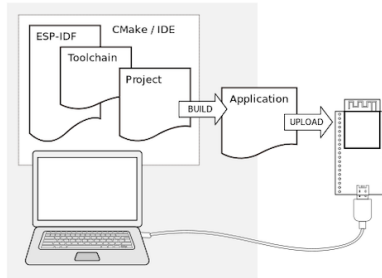 ESP-IDF
CMake / IDE
Toolchain
Project
BUILD
Application
UPLOAD